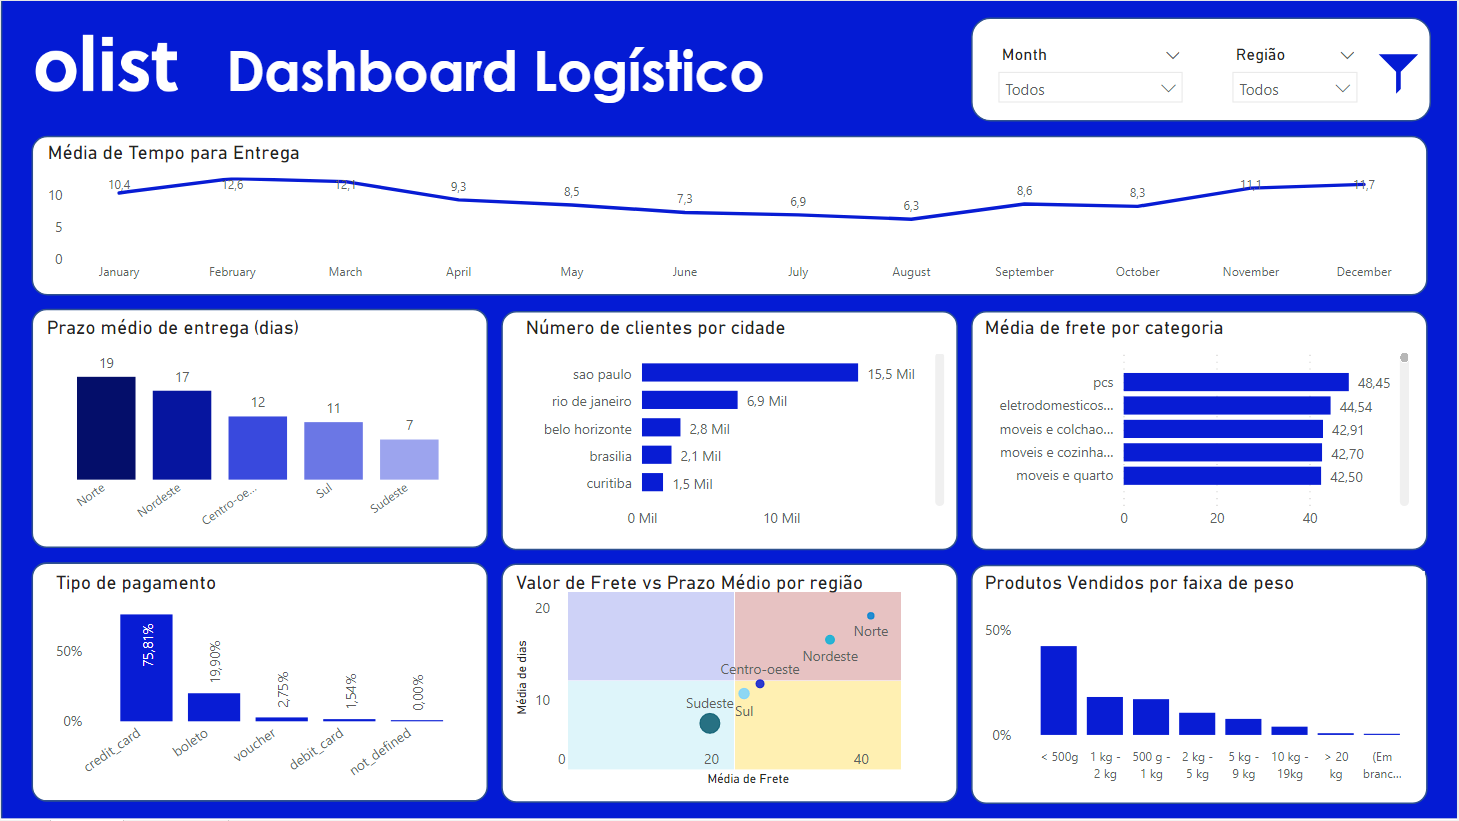 olist
Dashboard Logístico
Month
Região
Todos
Todos
Média de Tempo para Entrega
10
5
0
10,4
12,6
12,1
9,3
8,5
7,3
6,9
6,3
8,6
8,3
11,1
11,7
January
February
March
April
May
June
July
August
September
October
November
December
Prazo médio de entrega (dias)
19
17
12
11
7
Norte
Nordeste
Centro-oe...
Sul
Sudeste
Número de clientes por cidade
sao paulo
15,5 Mil
rio de janeiro
6,9 Mil
belo horizonte
2,8 Mil
brasilia
2,1 Mil
curitiba
1,5 Mil
0 Mil
10 Mil
Média de frete por categoria
pcs
48,45
eletrodomesticos...
44,54
moveis e colchao...
42,91
moveis e cozinha...
42,70
moveis e quarto
42,50
0
20
40
Tipo de pagamento
50%
0%
75,81%
19,90%
2,75%
1,54%
0,00%
credit_card
boleto
voucher
debit_card
not_defined
Valor de Frete vs Prazo Médio por região
Média de dias
20
10
0
Norte
Nordeste
Centro-oeste
Sudeste
Sul
20
40
Média de Frete
Produtos Vendidos por faixa de peso
50%
0%
< 500g
1 kg -
2 kg
500 g -
1 kg
2 kg -
5 kg
5 kg -
9 kg
10 kg -
19kg
> 20
kg
(Em
branc...